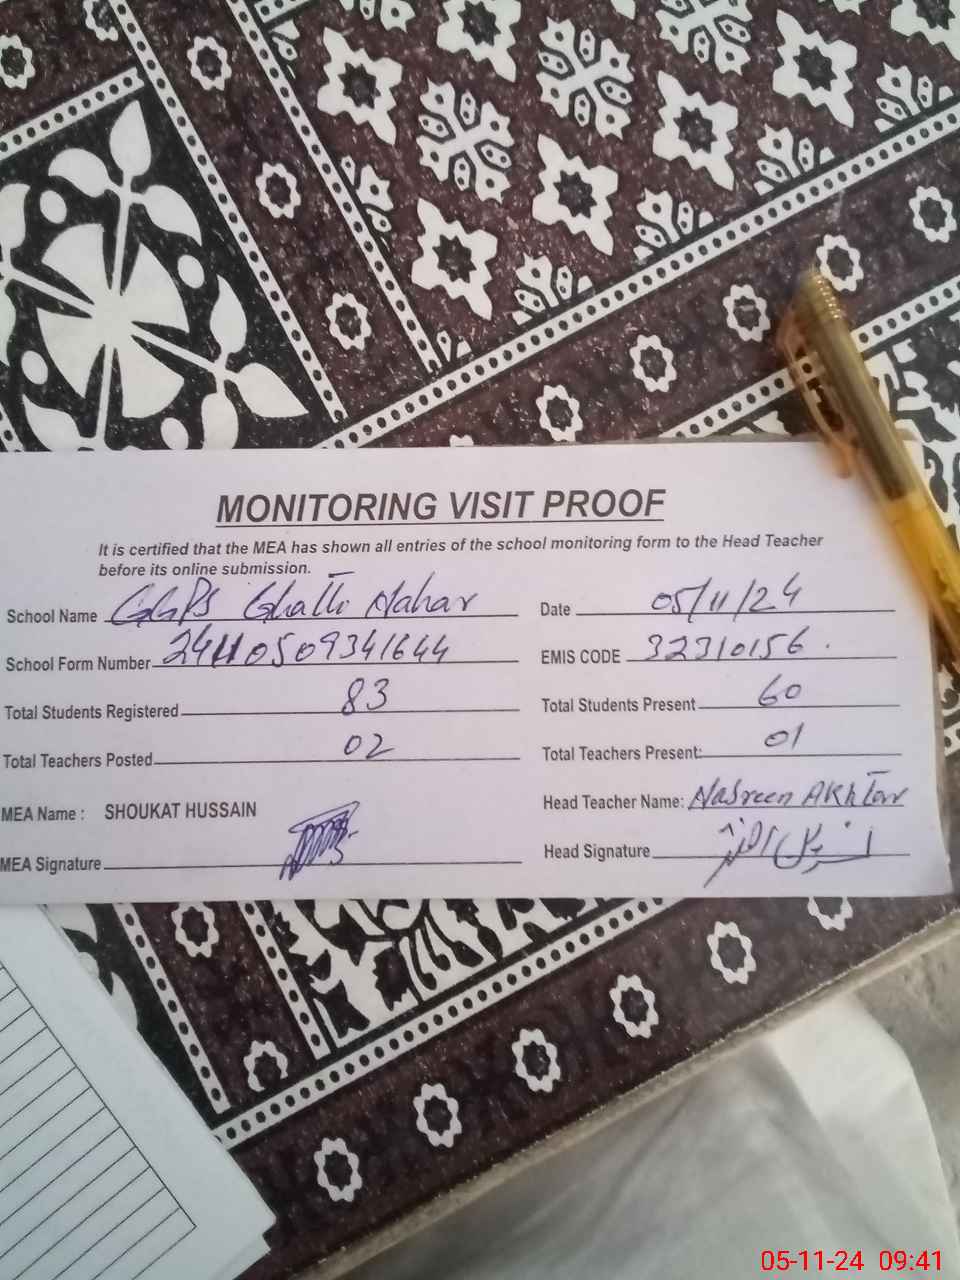 MONITORING VISIT PROOF
It is certified that the MEA has shown all entries of the school monitoring form to the Head Teacher
before its online submission.
School Name GGPS Ghatti Nahar Date 05/11/24
School Form Number 24110509341644 EMIS CODE 32310156
Total Students Registered 83 Total Students Present 60
Total Teachers Posted 02 Total Teachers Present: 01
MEA Name : SHOUKAT HUSSAIN Head Teacher Name: Nasreen AKhtar
MEA Signature Head Signature
05-11-24 09:41